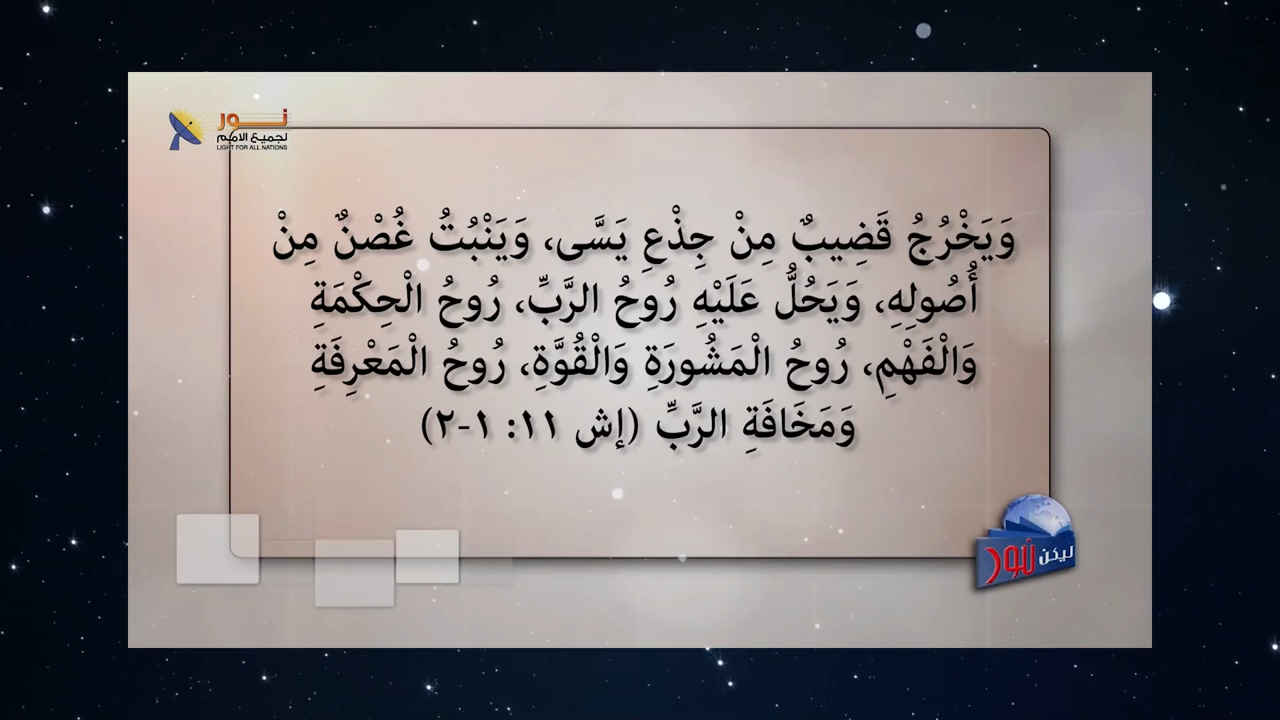 نور
لجميع الامم
LIGHT FOR ALL NATIONS
وَيَخْرُجُ قَضِيبٌ مِنْ جِذْعِ يَسَّى، وَيَنْبُتُ غُصْنٌ مِنْ
أُصُولِهِ، وَيَحُلُّ عَلَيْهِ رُوحُ الرَّبِّ، رُوحُ الْحِكْمَةِ
وَالْفَهْمِ، رُوحُ الْمَشُورَةِ وَالْقُوَّةِ، رُوحُ الْمَعْرِفَةِ
وَمَخَافَةِ الرَّبِّ (إش ١١: ١-٢)
ليكن نور